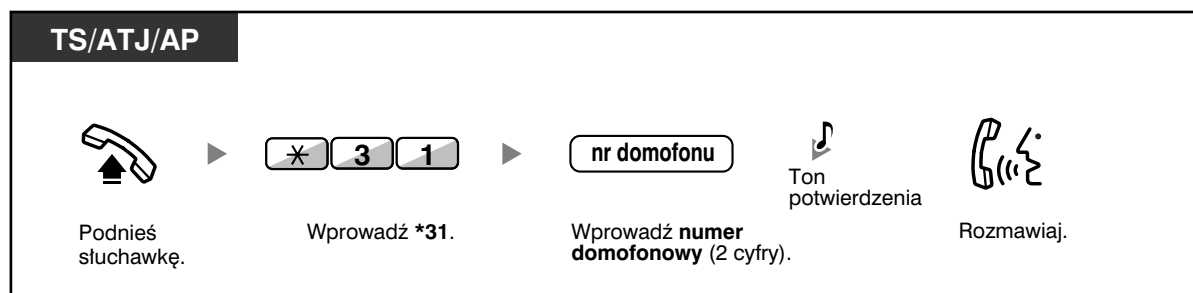 TS/ATJ/AP
* 3 1
nr domofonu
Ton
potwierdzenia
Podnieś
słuchawkę.
Wprowadź *31.
Wprowadź numer
domofonowy (2 cyfry).
Rozmawiaj.